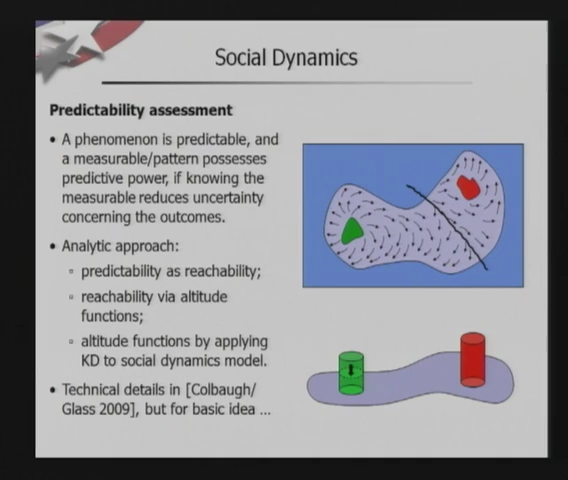 Social Dynamics
Predictability assessment
• A phenomenon is predictable, and
a measurable/pattern possesses
predictive power, if knowing the
measurable reduces uncertainty
concerning the outcomes.
• Analytic approach:
▫ predictability as reachability;
▫ reachability via altitude
functions;
▫ altitude functions by applying
KD to social dynamics model.
• Technical details in [Colbaugh/
Glass 2009], but for basic idea ...